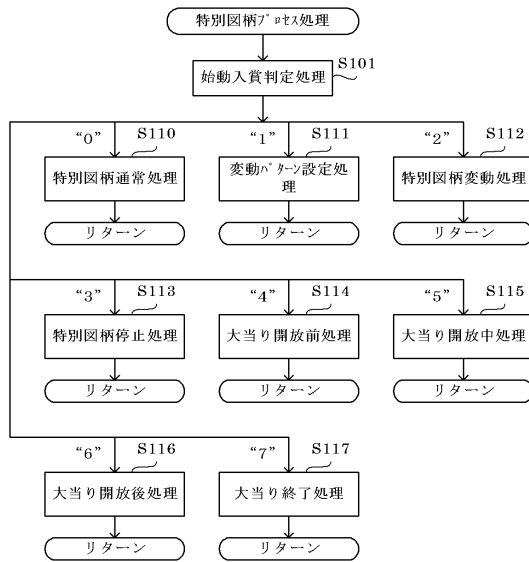 特別図柄ﾌﾟﾛｾｽ処理
S101
始動入賞判定処理
“0” S110 “1” S111 “2” S112
特別図柄通常処理 変動ﾊﾟﾀｰﾝ設定処理 特別図柄変動処理
リターン リターン リターン
“3” S113 “4” S114 “5” S115
特別図柄停止処理 大当り開放前処理 大当り開放中処理
リターン リターン リターン
“6” S116 “7” S117
大当り開放後処理 大当り終了処理
リターン リターン